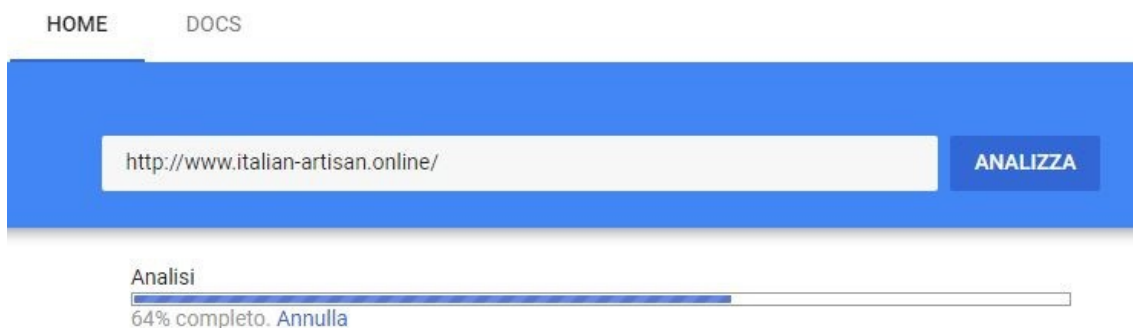 HOME DOCS
http://www.italian-artisan.online/ ANALIZZA
Analisi
64% completo. Annulla